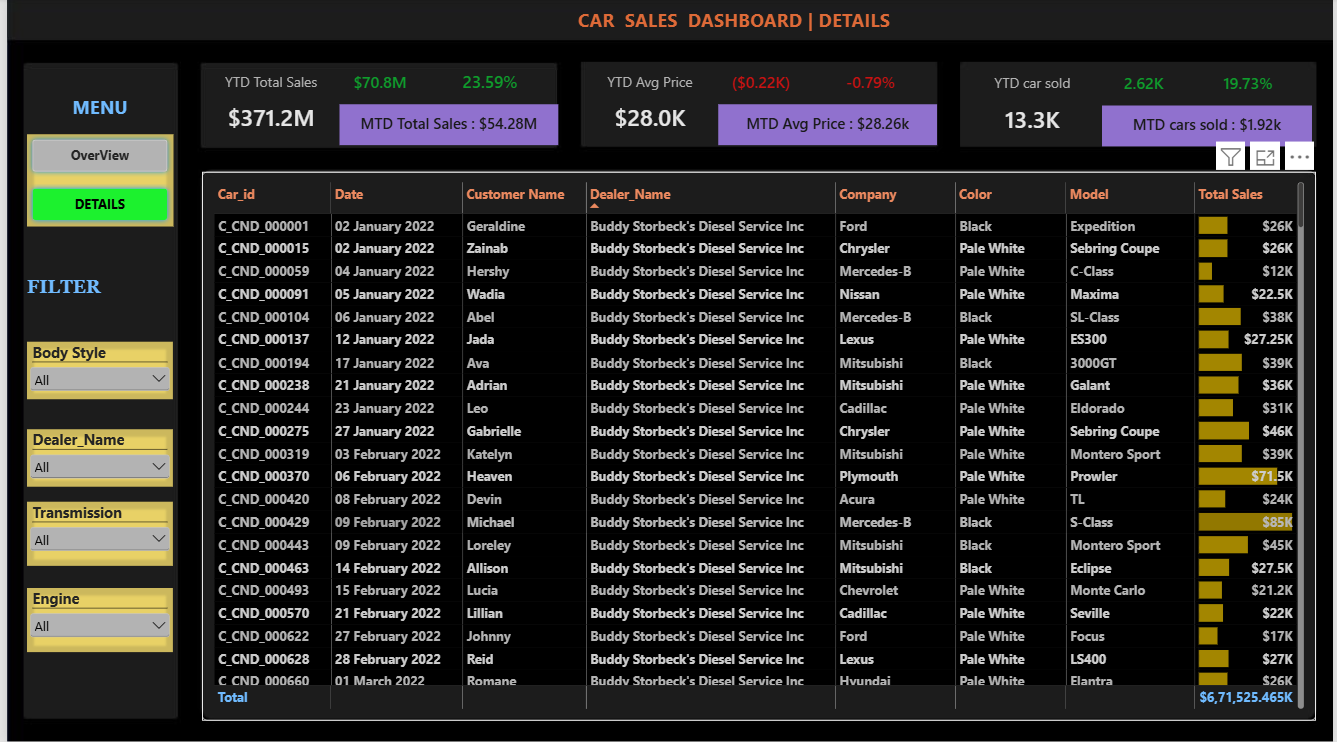 CAR SALES DASHBOARD | DETAILS
YTD Total Sales $70.8M 23.59%
$371.2M MTD Total Sales : $54.28M
YTD Avg Price ($0.22K) -0.79%
$28.0K MTD Avg Price : $28.26k
YTD car sold 2.62K 19.73%
13.3K MTD cars sold : $1.92k
MENU
OverView
DETAILS
FILTER
Body Style
All
Dealer_Name
All
Transmission
All
Engine
All
Car_id Date Customer Name Dealer_Name Company Color Model Total Sales
C_CND_000001 02 January 2022 Geraldine Buddy Storbeck's Diesel Service Inc Ford Black Expedition $26K
C_CND_000015 02 January 2022 Zainab Buddy Storbeck's Diesel Service Inc Chrysler Pale White Sebring Coupe $26K
C_CND_000059 04 January 2022 Hershy Buddy Storbeck's Diesel Service Inc Mercedes-B Pale White C-Class $12K
C_CND_000091 05 January 2022 Wadia Buddy Storbeck's Diesel Service Inc Nissan Pale White Maxima $22.5K
C_CND_000104 06 January 2022 Abel Buddy Storbeck's Diesel Service Inc Mercedes-B Black SL-Class $38K
C_CND_000137 12 January 2022 Jada Buddy Storbeck's Diesel Service Inc Lexus Pale White ES300 $27.25K
C_CND_000194 17 January 2022 Ava Buddy Storbeck's Diesel Service Inc Mitsubishi Black 3000GT $39K
C_CND_000238 21 January 2022 Adrian Buddy Storbeck's Diesel Service Inc Mitsubishi Pale White Galant $36K
C_CND_000244 23 January 2022 Leo Buddy Storbeck's Diesel Service Inc Cadillac Pale White Eldorado $31K
C_CND_000275 27 January 2022 Gabrielle Buddy Storbeck's Diesel Service Inc Chrysler Pale White Sebring Coupe $46K
C_CND_000319 03 February 2022 Katelyn Buddy Storbeck's Diesel Service Inc Mitsubishi Pale White Montero Sport $39K
C_CND_000370 06 February 2022 Heaven Buddy Storbeck's Diesel Service Inc Plymouth Pale White Prowler $71.5K
C_CND_000420 08 February 2022 Devin Buddy Storbeck's Diesel Service Inc Acura Pale White TL $24K
C_CND_000429 09 February 2022 Michael Buddy Storbeck's Diesel Service Inc Mercedes-B Black S-Class $85K
C_CND_000443 09 February 2022 Loreley Buddy Storbeck's Diesel Service Inc Mitsubishi Black Montero Sport $45K
C_CND_000463 14 February 2022 Allison Buddy Storbeck's Diesel Service Inc Mitsubishi Black Eclipse $27.5K
C_CND_000493 15 February 2022 Lucia Buddy Storbeck's Diesel Service Inc Chevrolet Pale White Monte Carlo $21.2K
C_CND_000570 21 February 2022 Lillian Buddy Storbeck's Diesel Service Inc Cadillac Pale White Seville $22K
C_CND_000622 27 February 2022 Johnny Buddy Storbeck's Diesel Service Inc Ford Pale White Focus $17K
C_CND_000628 28 February 2022 Reid Buddy Storbeck's Diesel Service Inc Lexus Pale White LS400 $27K
C_CND_000660 01 March 2022 Romane Buddy Storbeck's Diesel Service Inc Hyundai Pale White Elantra $26K
Total $6,71,525.465K